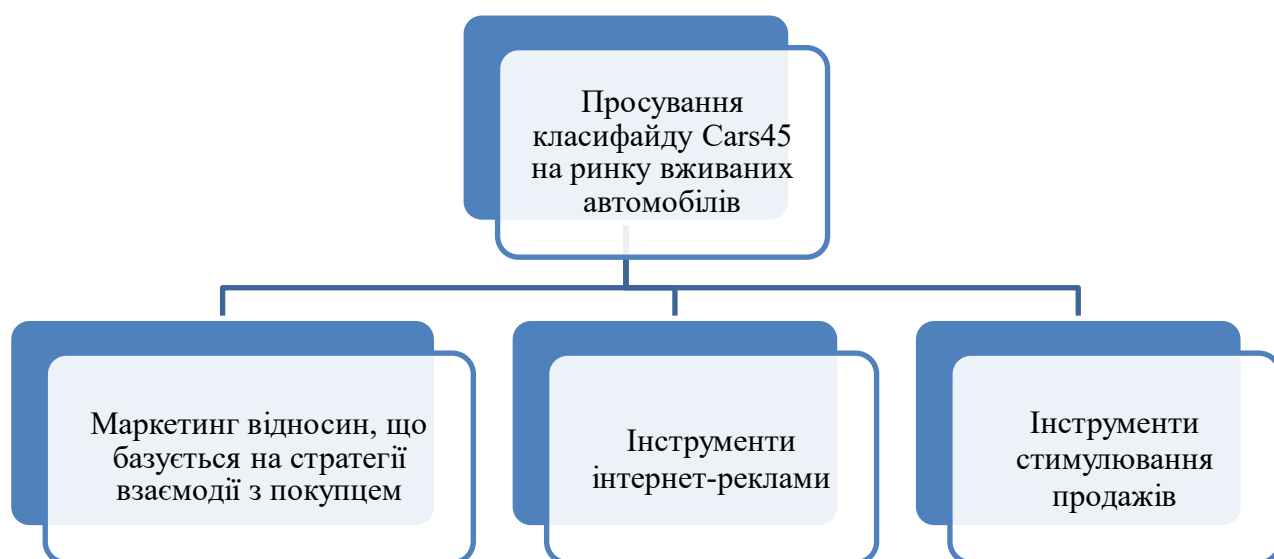 Просування
класифайду Cars45
на ринку вживаних
автомобілів
Маркетинг відносин, що
базується на стратегії
взаємодії з покупцем
Інструменти
інтернет-реклами
Інструменти
стимулювання
продажів